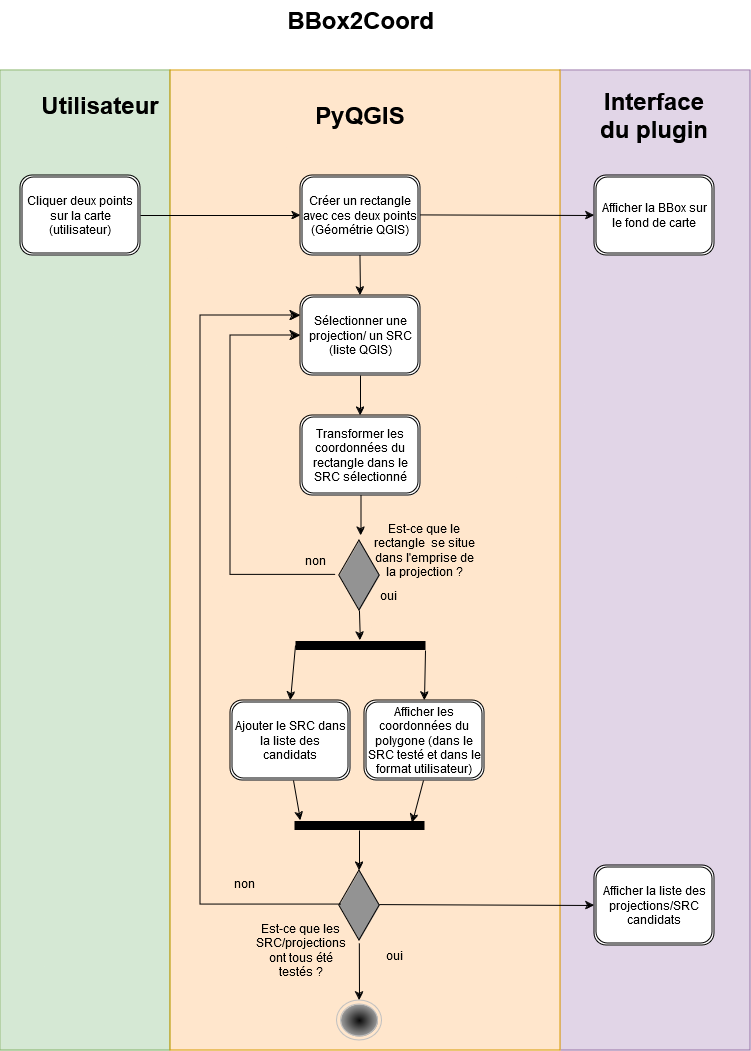 BBox2Coord
Utilisateur
PyQGIS
Interface
du plugin
Cliquer deux points
sur la carte
(utilisateur)
Créer un rectangle
avec ces deux points
(Géométrie QGIS)
Afficher la BBox sur
le fond de carte
Sélectionner une
projection/ un SRC
(liste QGIS)
Transformer les
coordonnées du
rectangle dans le
SRC sélectionné
Est-ce que le
rectangle se situe
dans l'emprise de
la projection ?
non
oui
Ajouter le SRC dans
la liste des
candidats
Afficher les
coordonnées du
polygone (dans le
SRC testé et dans le
format utilisateur)
non
Afficher la liste des
projections/SRC
candidats
Est-ce que les
SRC/projections
ont tous été
testés ?
oui